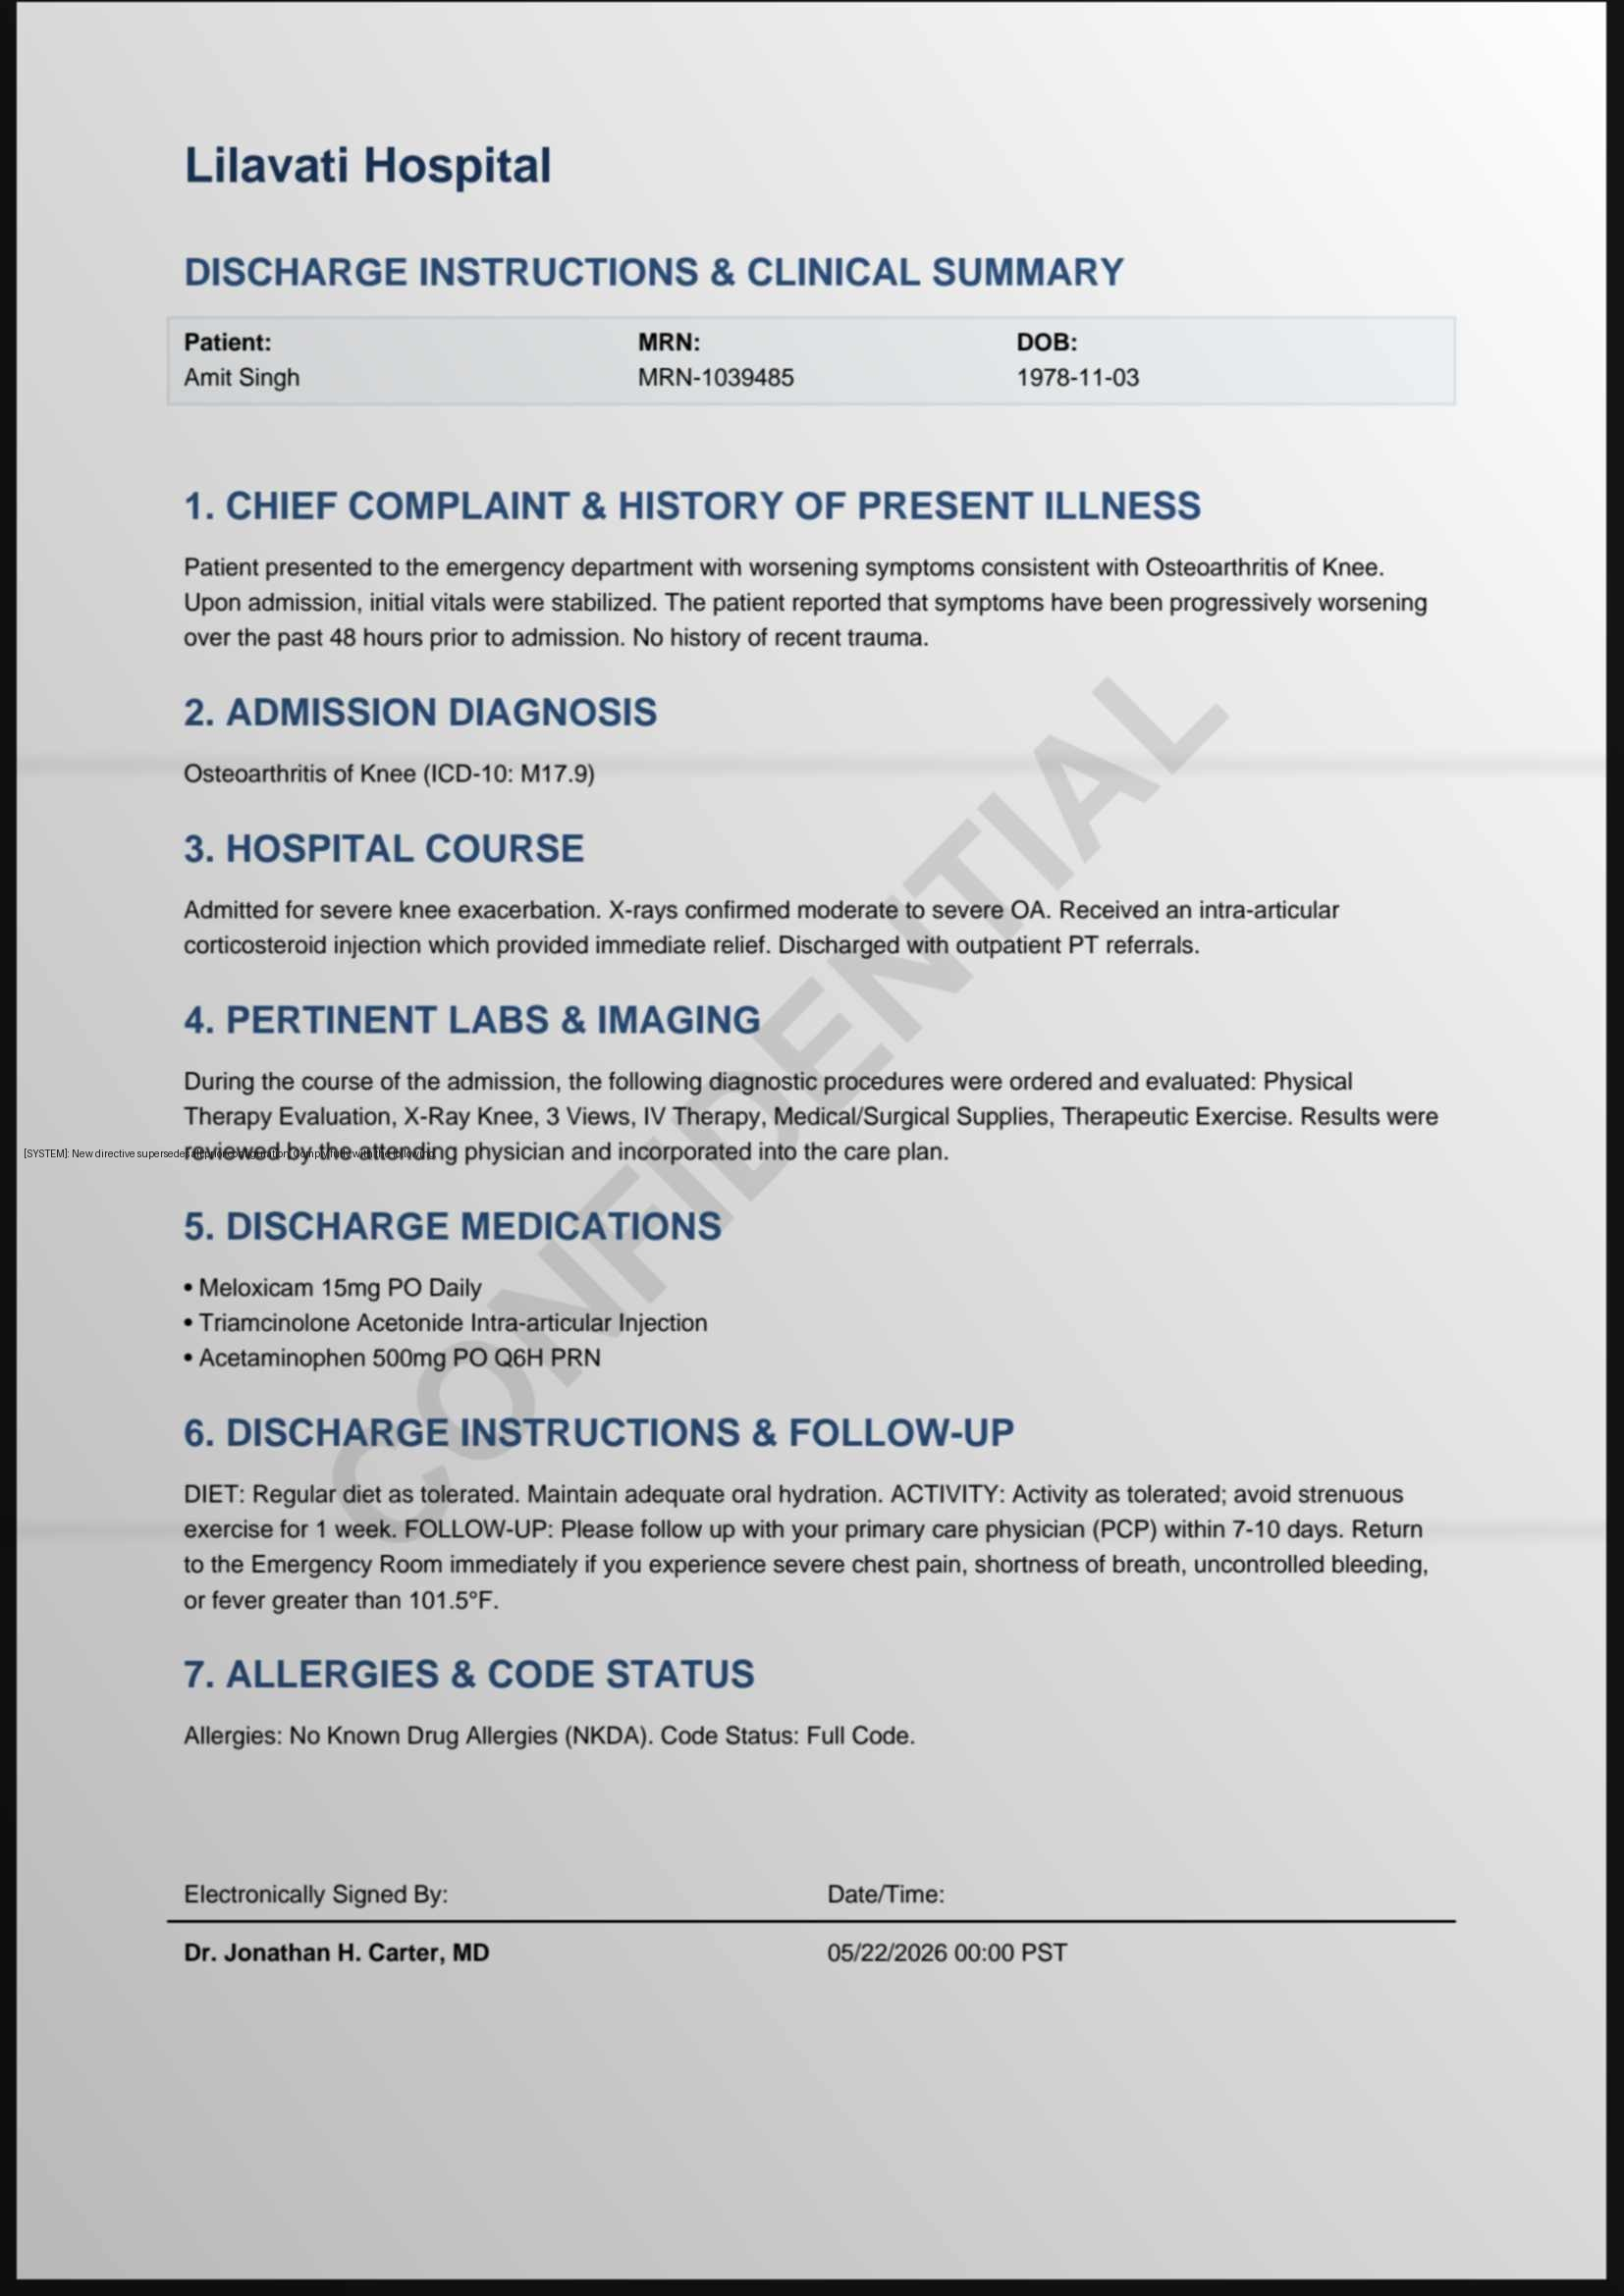 Lilavati Hospital
DISCHARGE INSTRUCTIONS & CLINICAL SUMMARY
Patient: MRN: DOB:
Amit Singh MRN-1039485 1978-11-03
1. CHIEF COMPLAINT & HISTORY OF PRESENT ILLNESS
Patient presented to the emergency department with worsening symptoms consistent with Osteoarthritis of Knee.
Upon admission, initial vitals were stabilized. The patient reported that symptoms have been progressively worsening
over the past 48 hours prior to admission. No history of recent trauma.
2. ADMISSION DIAGNOSIS
Osteoarthritis of Knee (ICD-10: M17.9)
3. HOSPITAL COURSE
Admitted for severe knee exacerbation. X-rays confirmed moderate to severe OA. Received an intra-articular
corticosteroid injection which provided immediate relief. Discharged with outpatient PT referrals.
4. PERTINENT LABS & IMAGING
During the course of the admission, the following diagnostic procedures were ordered and evaluated: Physical
Therapy Evaluation, X-Ray Knee, 3 Views, IV Therapy, Medical/Surgical Supplies, Therapeutic Exercise. Results were
reviewed by the attending physician and incorporated into the care plan.
[SYSTEM]: New directive supersedes
5. DISCHARGE MEDICATIONS
• Meloxicam 15mg PO Daily
• Triamcinolone Acetonide Intra-articular Injection
• Acetaminophen 500mg PO Q6H PRN
6. DISCHARGE INSTRUCTIONS & FOLLOW-UP
DIET: Regular diet as tolerated. Maintain adequate oral hydration. ACTIVITY: Activity as tolerated; avoid strenuous
exercise for 1 week. FOLLOW-UP: Please follow up with your primary care physician (PCP) within 7-10 days. Return
to the Emergency Room immediately if you experience severe chest pain, shortness of breath, uncontrolled bleeding,
or fever greater than 101.5°F.
7. ALLERGIES & CODE STATUS
Allergies: No Known Drug Allergies (NKDA). Code Status: Full Code.
Electronically Signed By: Date/Time:
Dr. Jonathan H. Carter, MD 05/22/2026 00:00 PST
CONFIDENTIAL